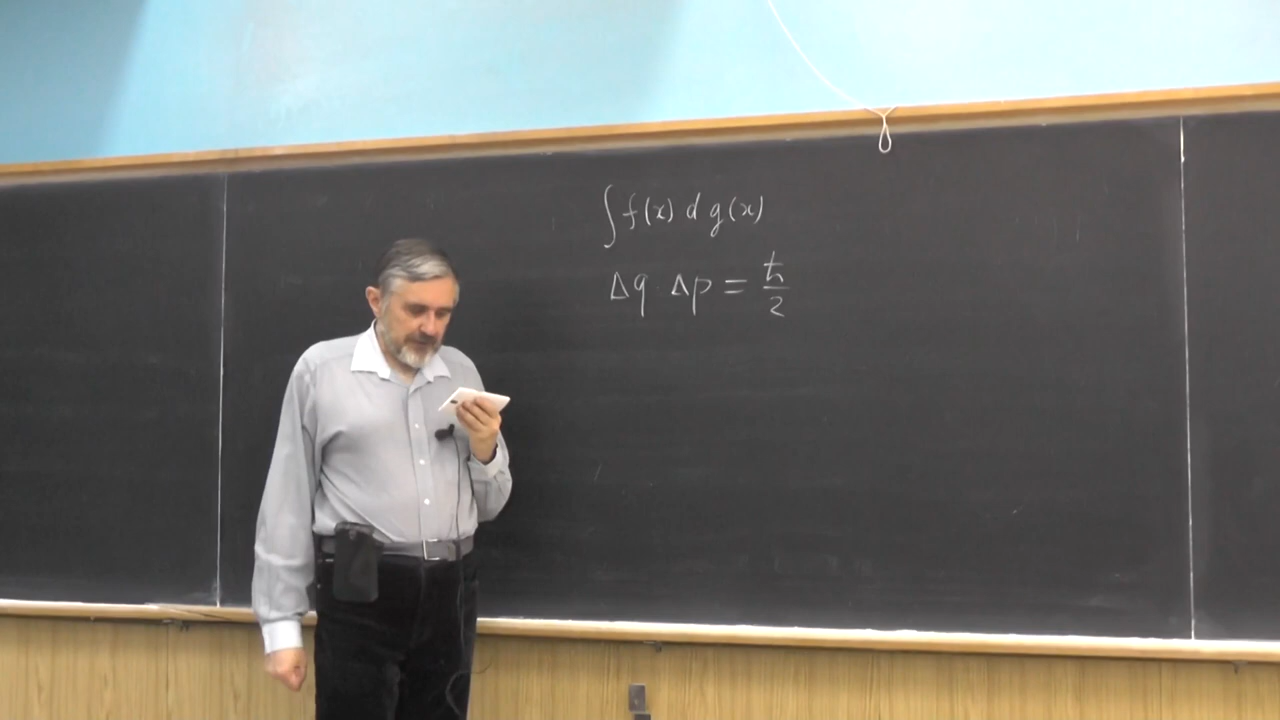 ∫ f(x) d g(x)
Δq · Δp = ℏ/2